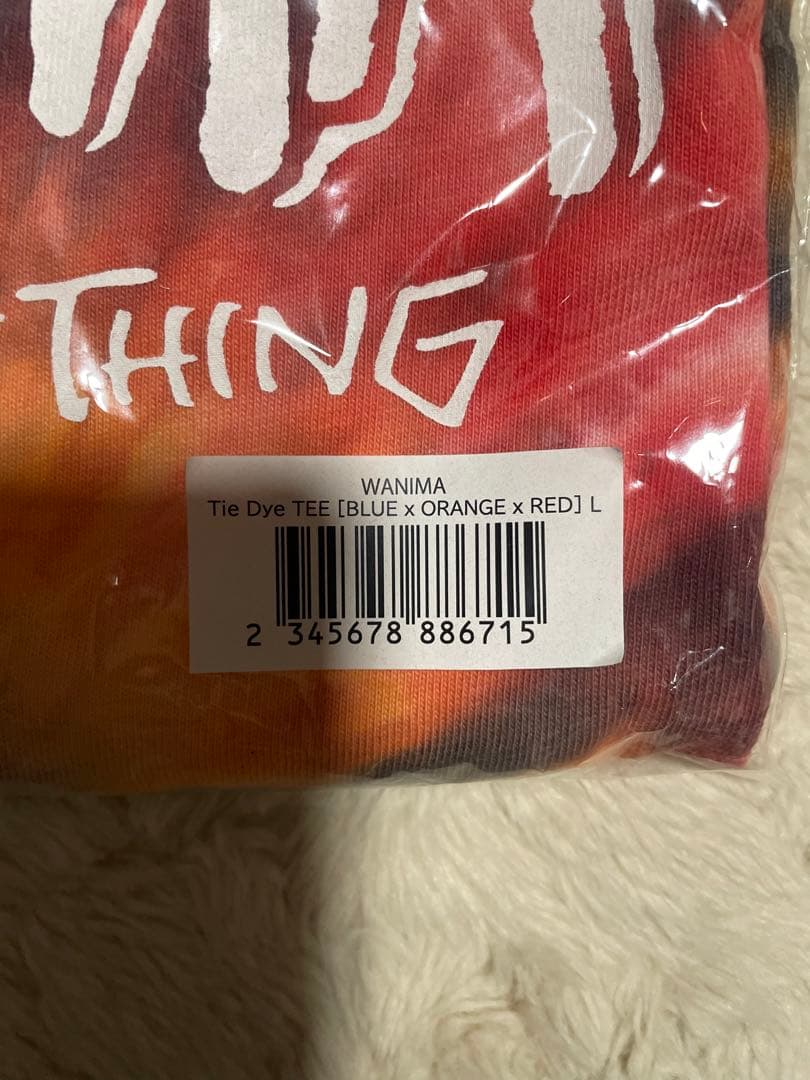 THING
WANIMA
Tie Dye TEE [BLUE x ORANGE x RED] L
2 345678 886715